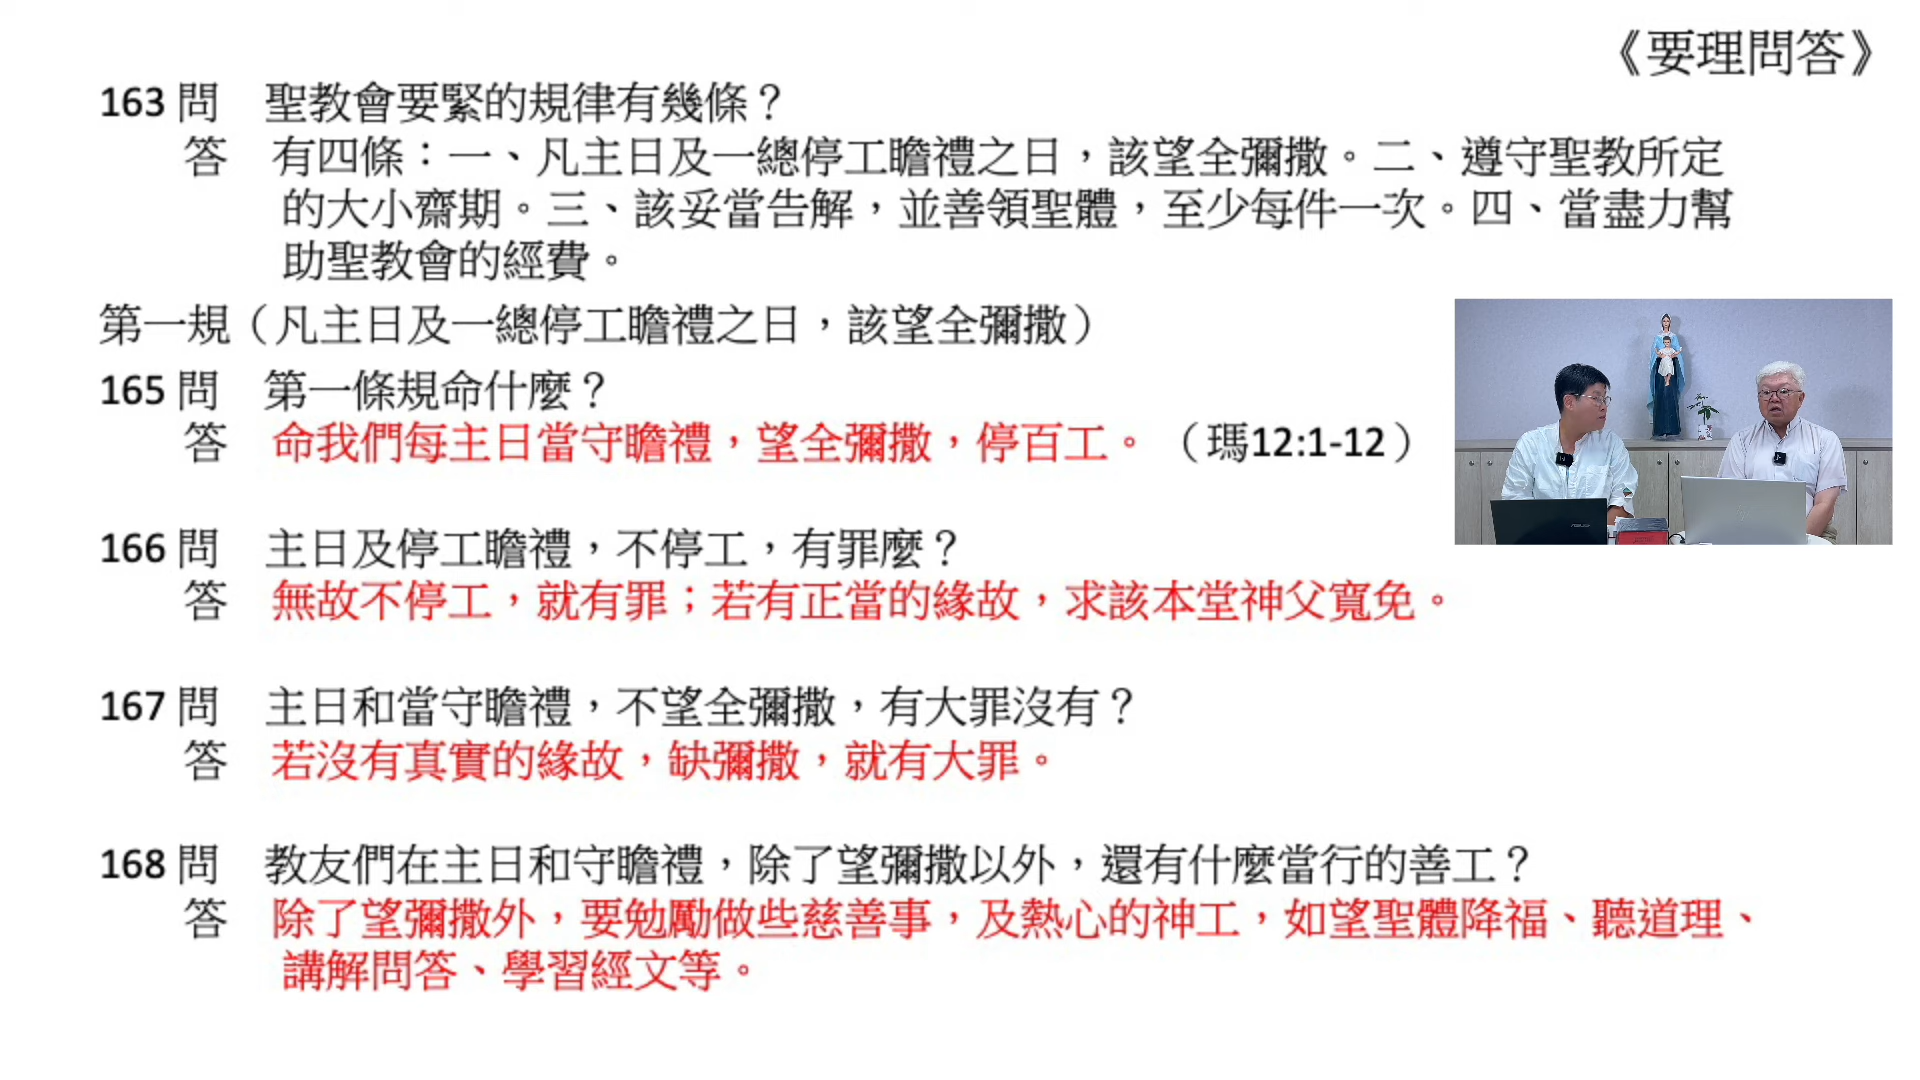 《要理問答》
163 問 聖教會要緊的規律有幾條？
答 有四條：一、凡主日及一總停工瞻禮之日，該望全彌撒。二、遵守聖教所定
的大小齋期。三、該妥當告解，並善領聖體，至少每件一次。四、當盡力幫
助聖教會的經費。
第一規（凡主日及一總停工瞻禮之日，該望全彌撒）
165 問 第一條規命什麼？
答 命我們每主日當守瞻禮，望全彌撒，停百工。（瑪12:1-12）
166 問 主日及停工瞻禮，不停工，有罪麼？
答 無故不停工，就有罪；若有正當的緣故，求該本堂神父寬免。
167 問 主日和當守瞻禮，不望全彌撒，有大罪沒有？
答 若沒有真實的緣故，缺彌撒，就有大罪。
168 問 教友們在主日和守瞻禮，除了望彌撒以外，還有什麼當行的善工？
答 除了望彌撒外，要勉勵做些慈善事，及熱心的神工，如望聖體降福、聽道理、
講解問答、學習經文等。